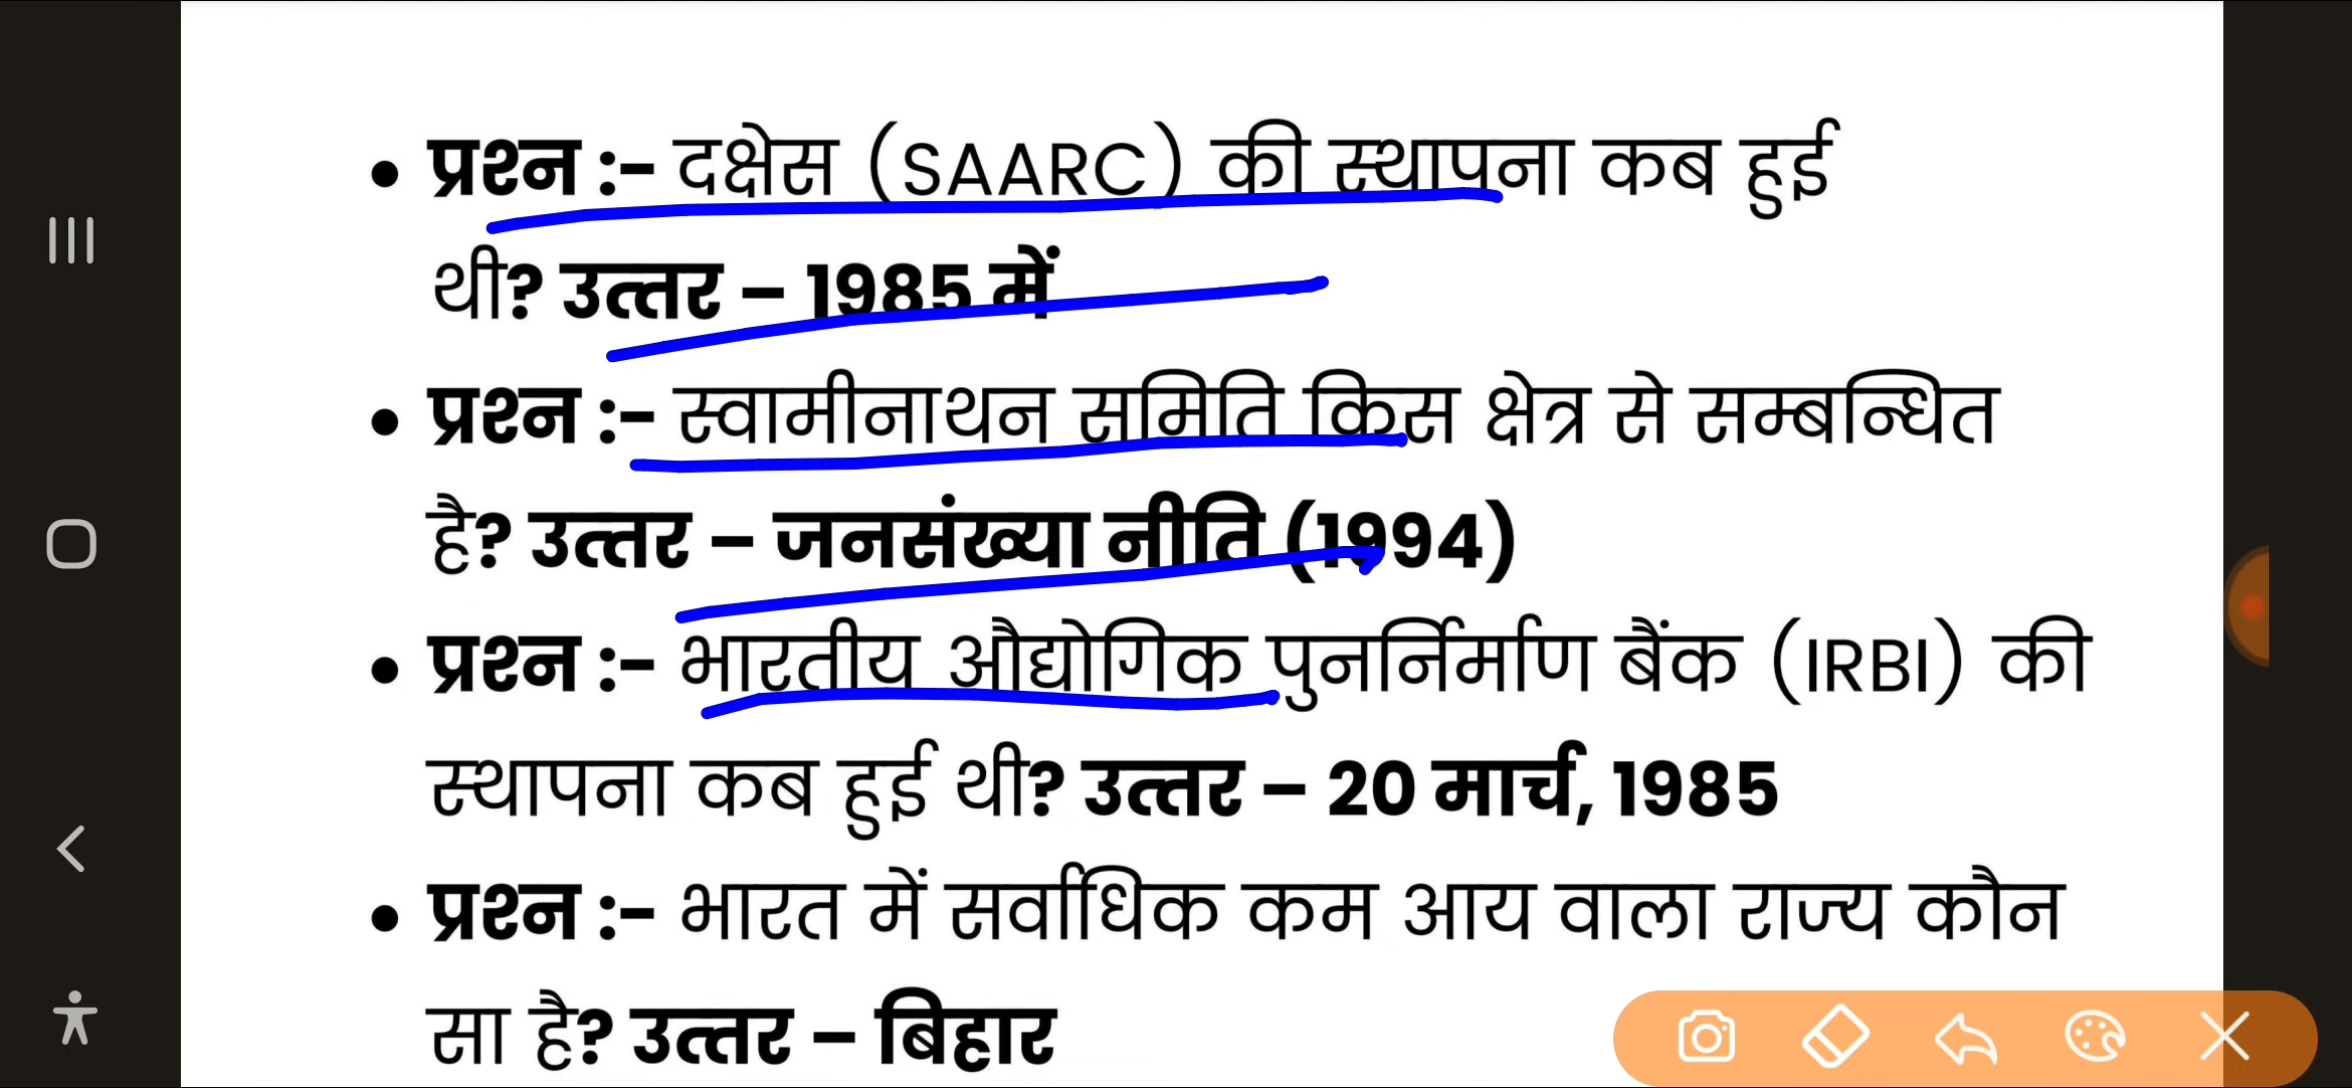 • प्रश्न :- दक्षेस (SAARC) की स्थापना कब हुई
थी? उत्तर – 1985 में
• प्रश्न :- स्वामीनाथन समिति किस क्षेत्र से सम्बन्धित
है? उत्तर – जनसंख्या नीति (1994)
• प्रश्न :- भारतीय औद्योगिक पुनर्निर्माण बैंक (IRBI) की
स्थापना कब हुई थी? उत्तर – 20 मार्च, 1985
• प्रश्न :- भारत में सर्वाधिक कम आय वाला राज्य कौन
सा है? उत्तर – बिहार